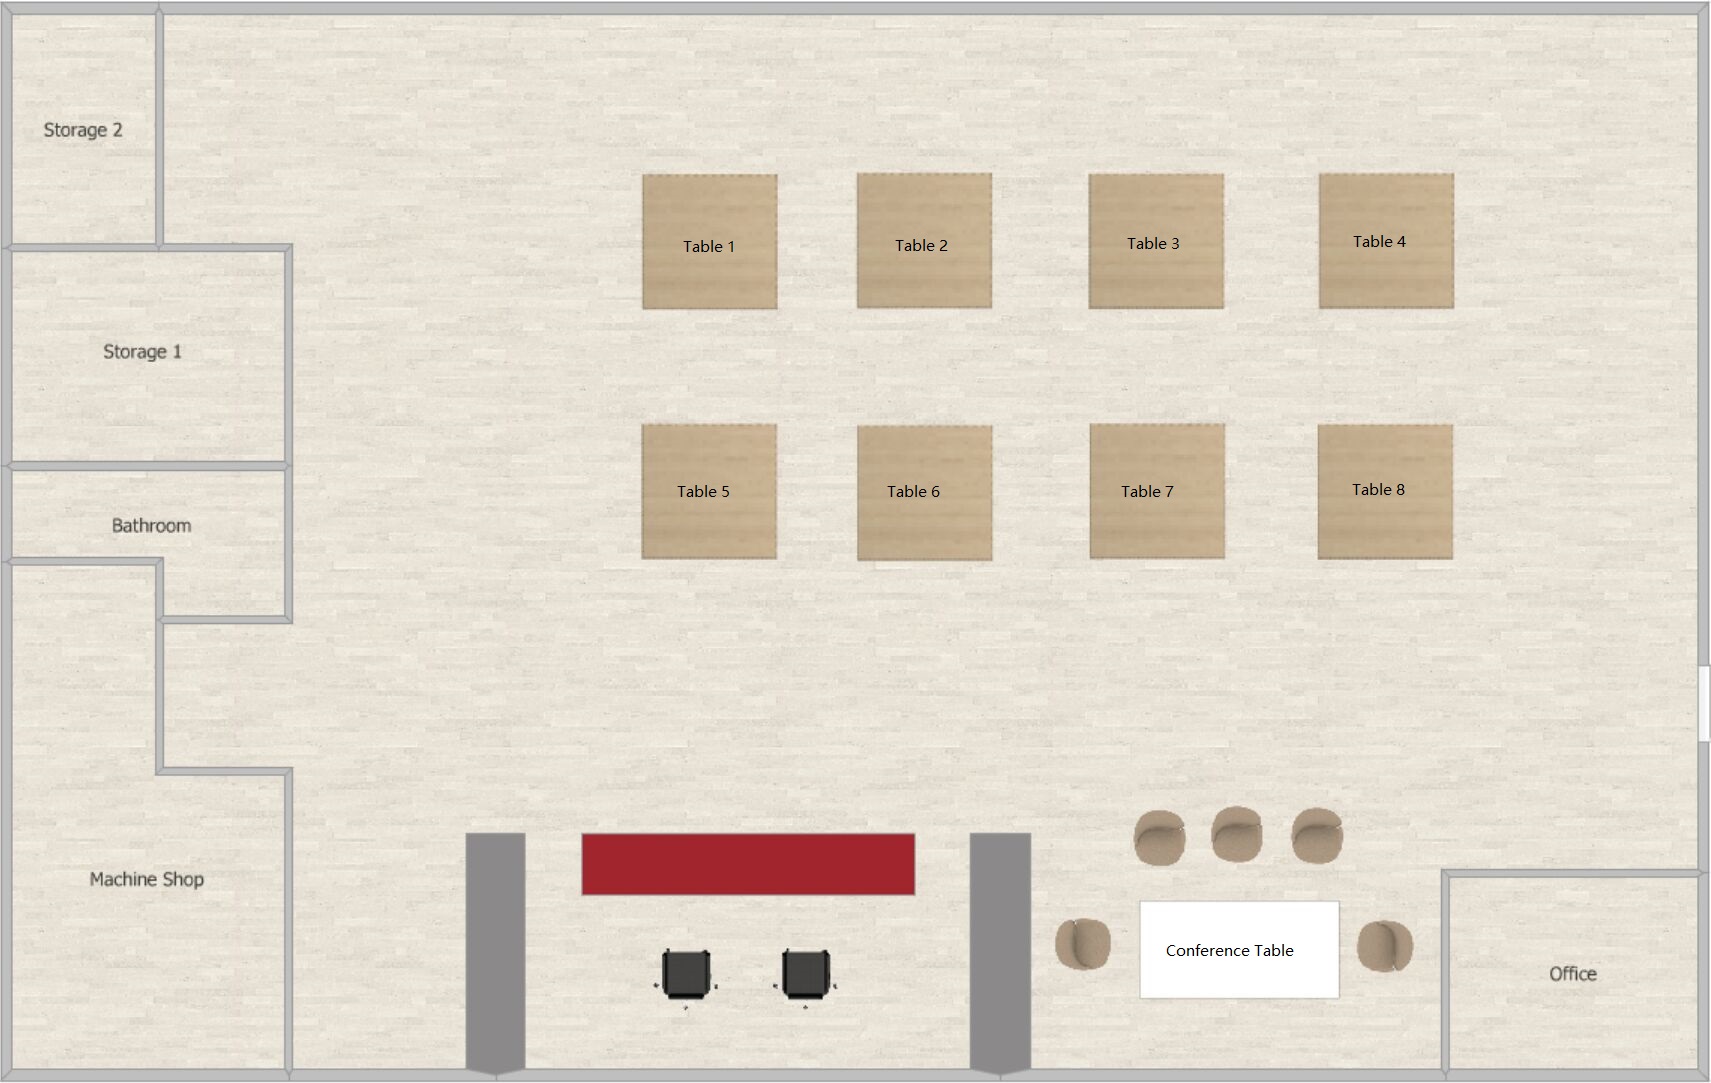 Storage 2
Table 1
Table 2
Table 3
Table 4
Storage 1
Table 5
Table 6
Table 7
Table 8
Bathroom
Machine Shop
Conference Table
Office